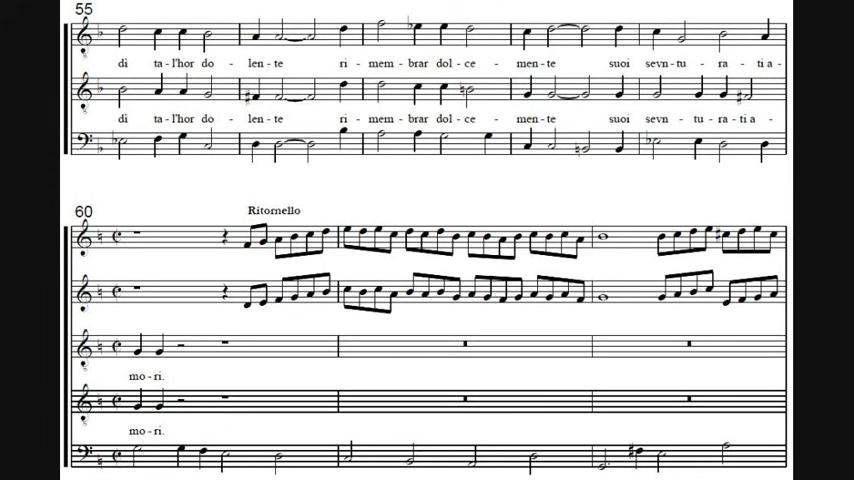 55
di tal'hor do- len- te ri- mem- brar dol- ce- men- te suoi sevn- tu- ra- ti a-
di tal'hor do- len- te ri- mem- brar dol- ce- men- te suoi sevn- tu- ra- ti a-
60
Ritornello
mo- ri.
mo- ri.